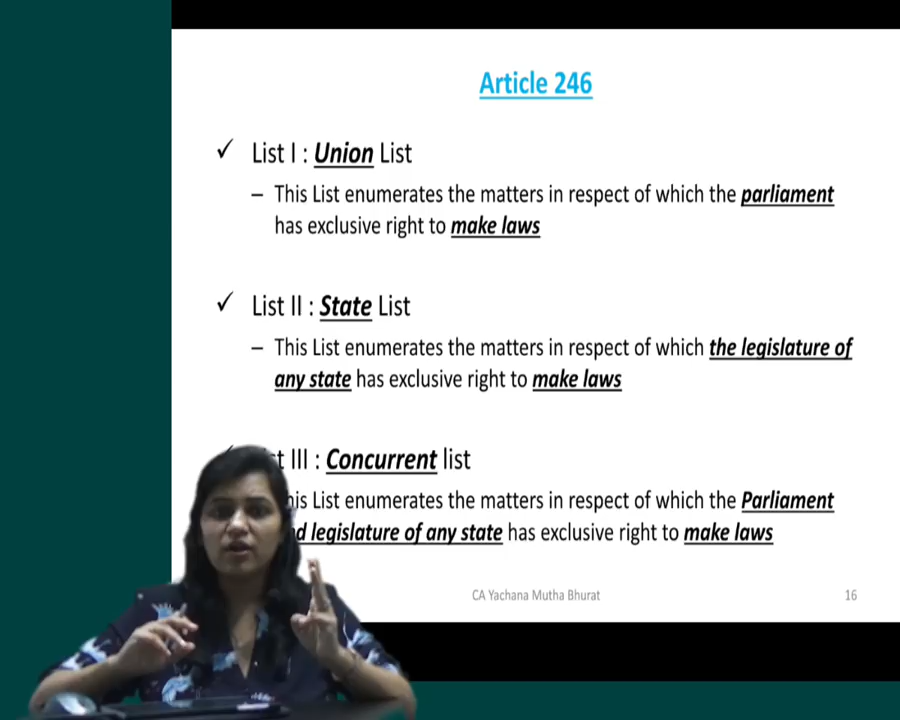 Article 246
✓ List I : Union List
– This List enumerates the matters in respect of which the parliament
has exclusive right to make laws
✓ List II : State List
– This List enumerates the matters in respect of which the legislature of
any state has exclusive right to make laws
III : Concurrent list
List enumerates the matters in respect of which the Parliament
legislature of any state has exclusive right to make laws
CA Yachana Mutha Bhurat
16